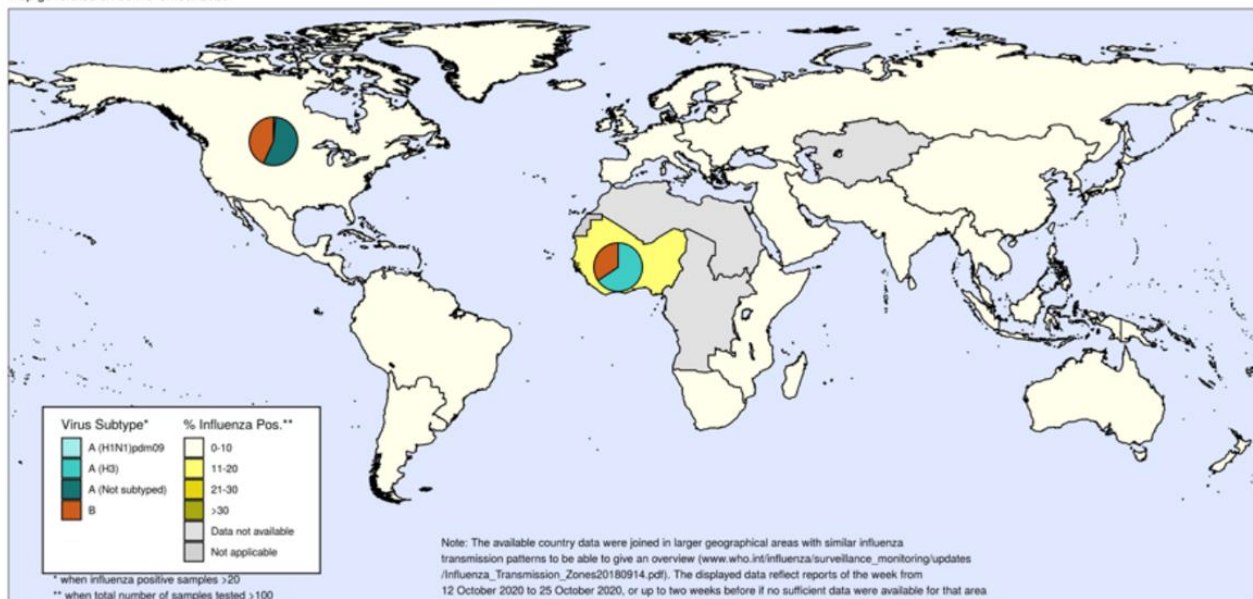 Virus Subtype*
A (H1N1)pdm09
A (H3)
A (Not subtyped)
B
% Influenza Pos.**
0-10
11-20
21-30
>30
Data not available
Not applicable
* when influenza positive samples >20
** when total number of samples tested >100
Note: The available country data were joined in larger geographical areas with similar influenza
transmission patterns to be able to give an overview (www.who.int/influenza/surveillance_monitoring/updates
/Influenza_Transmission_Zones20180914.pdf). The displayed data reflect reports of the week from
12 October 2020 to 25 October 2020, or up to two weeks before if no sufficient data were available for that area